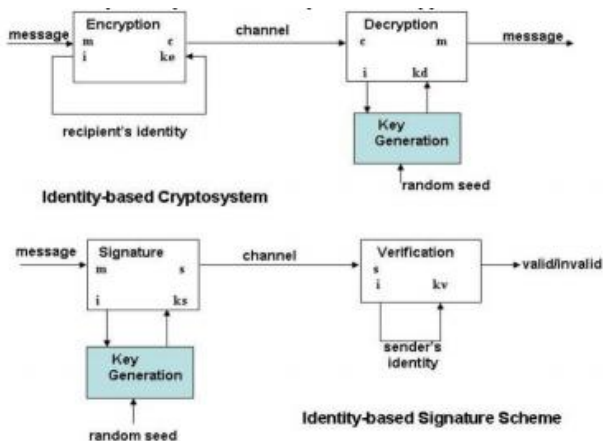 Encryption
message
m c
i ke
channel
recipient's identity
Decryption
c m
i kd
message
Key
Generation
random seed
Identity-based Cryptosystem
message
Signature
m s
i ks
channel
Key
Generation
random seed
Verification
s
i kv
valid/invalid
sender's
identity
Identity-based Signature Scheme